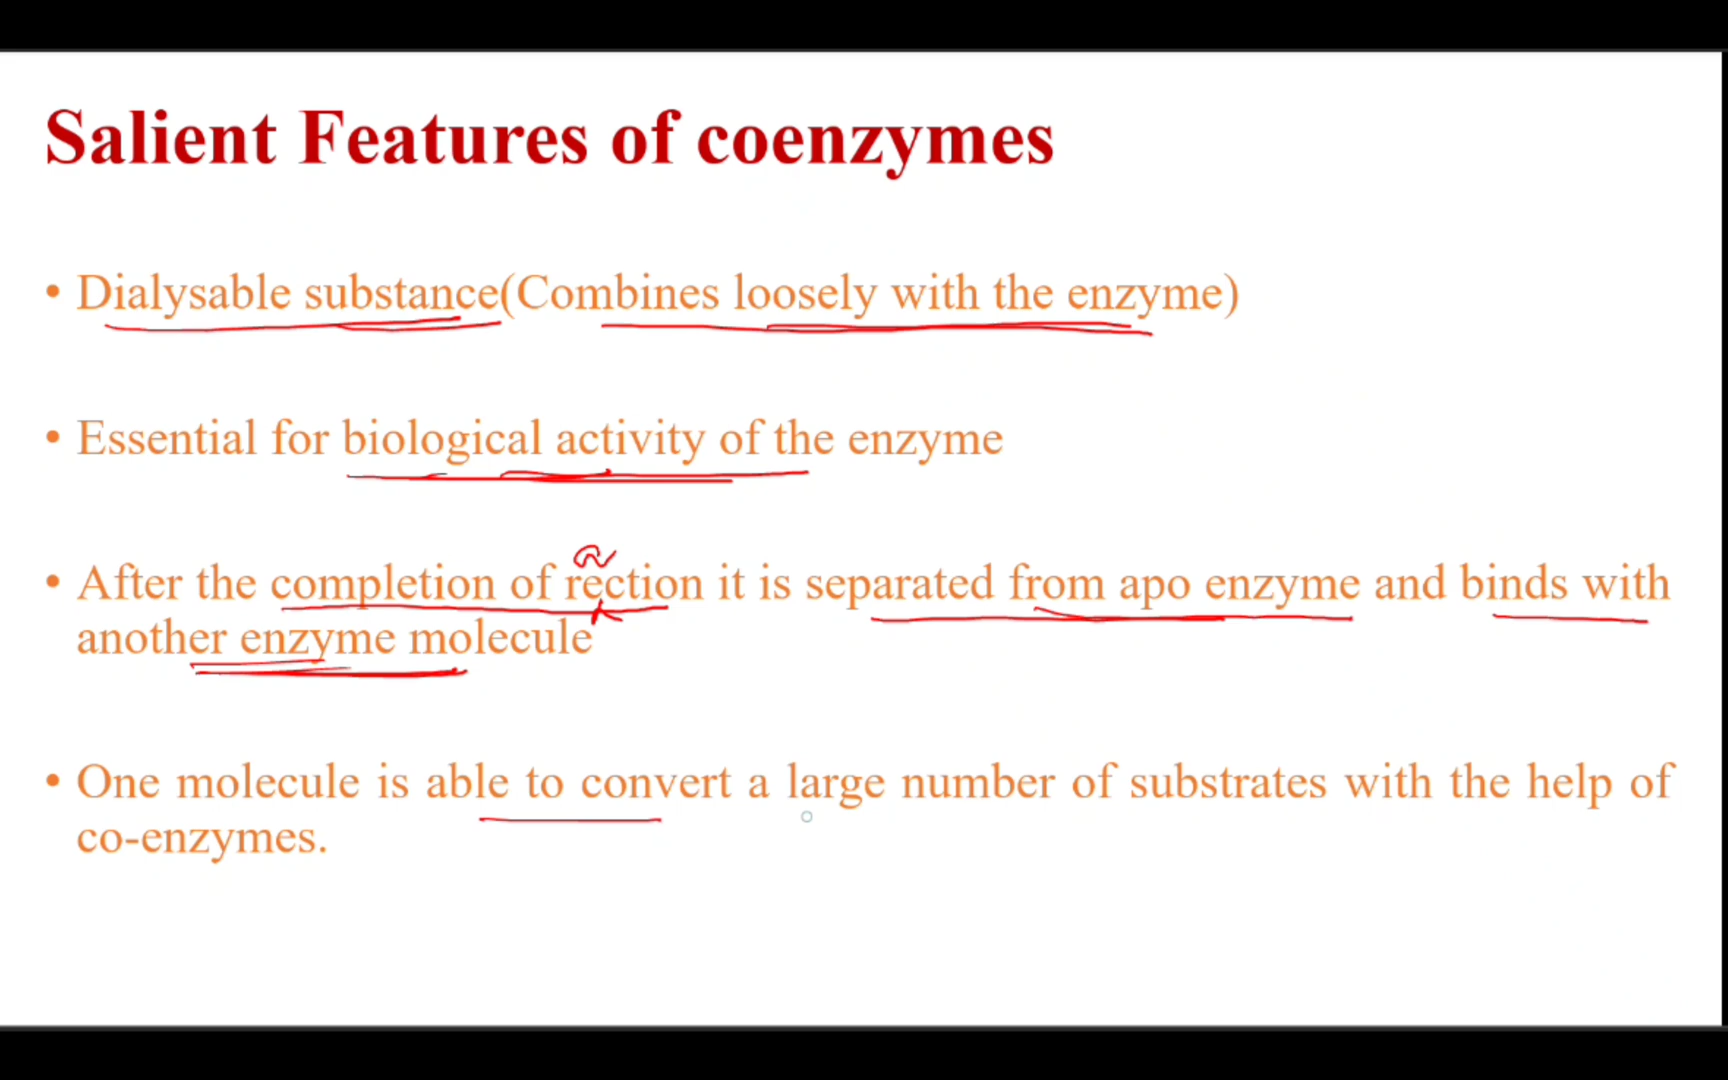 Salient Features of coenzymes
• Dialysable substance(Combines loosely with the enzyme)
• Essential for biological activity of the enzyme
a
• After the completion of rection it is separated from apo enzyme and binds with
another enzyme molecule
• One molecule is able to convert a large number of substrates with the help of
co-enzymes.